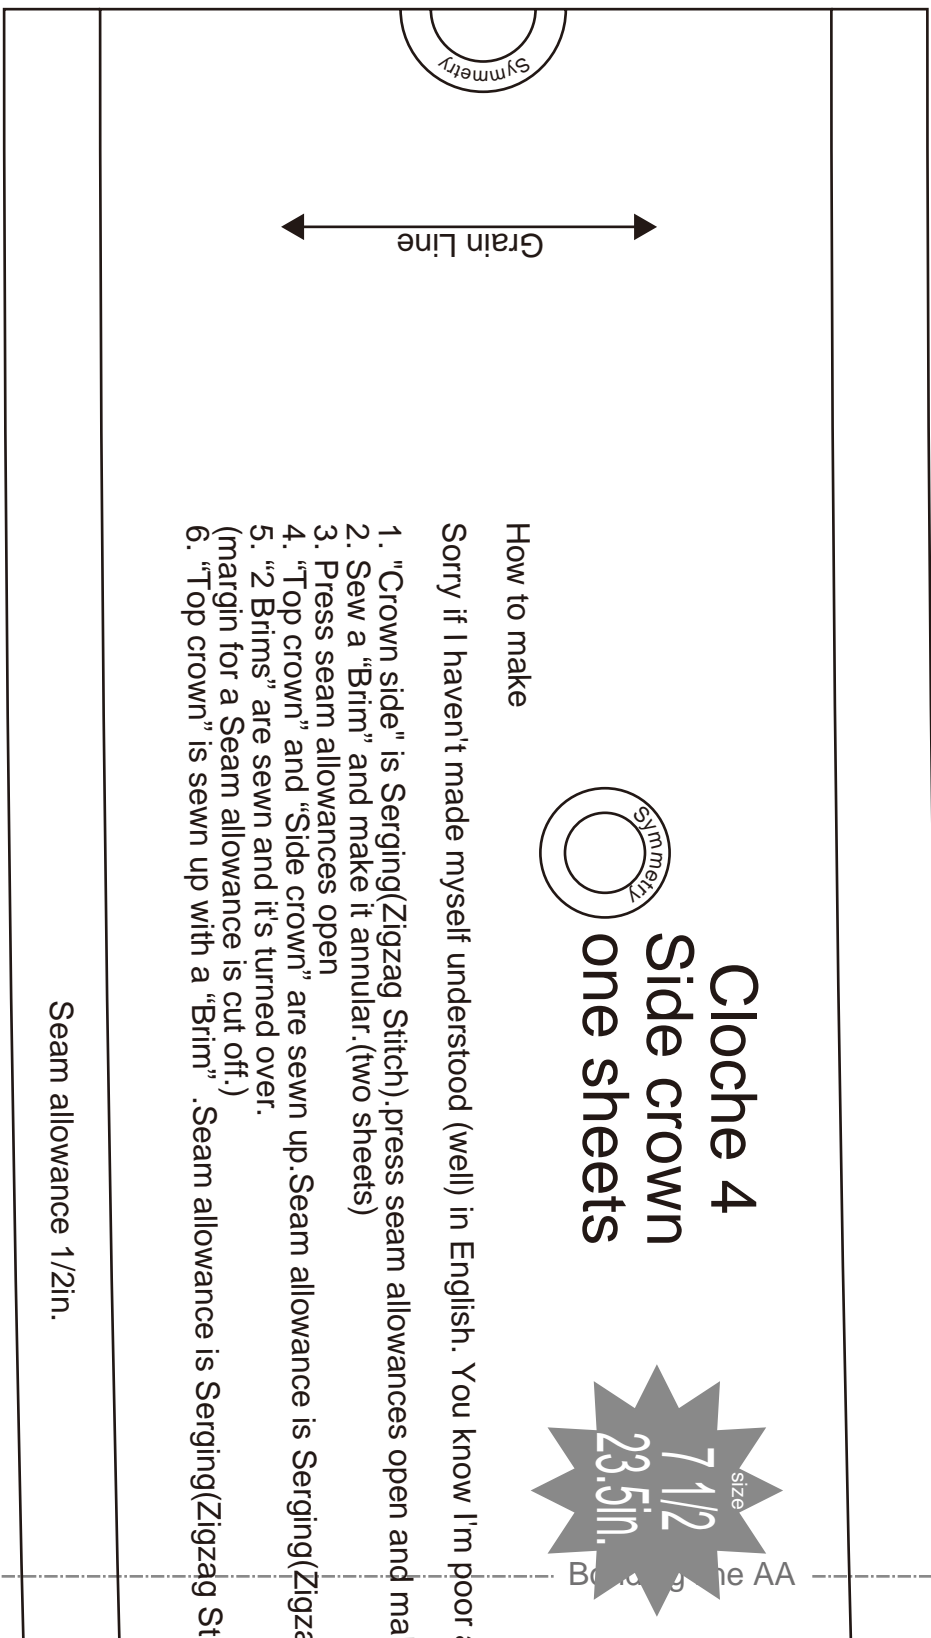 Symmetry
Grain Line
Cloche 4
Side crown
one sheets
Symmetry
size
7 1/2
23.5in.
How to make
Sorry if I haven't made myself understood (well) in English. You know I'm poor
1. "Crown side" is Serging(Zigzag Stitch).press seam allowances open and
2. Sew a “Brim” and make it annular.(two sheets)
3. Press seam allowances open
4. “Top crown” and “Side crown” are sewn up.Seam allowance is
5. “2 Brims” are sewn and it's turned over.
(margin for a Seam allowance is cut off.)
6. “Top crown” is sewn up with a “Brim” .Seam allowance is Serging(Zigzag
Seam allowance 1/2in.
AA